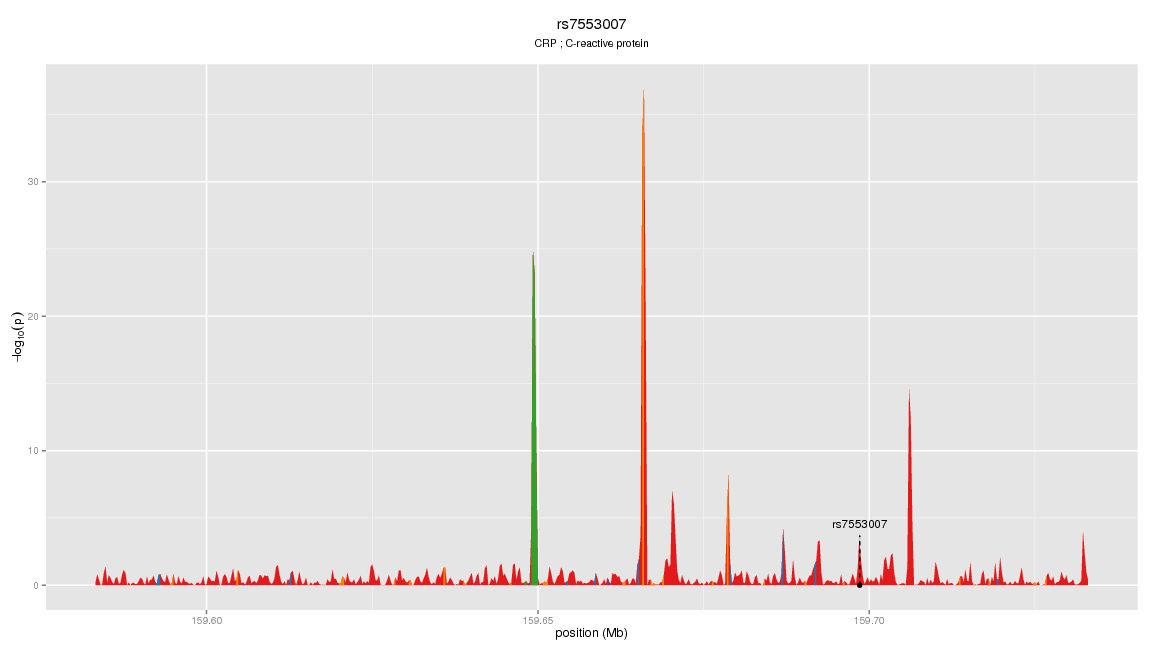 rs7553007
CRP ; C-reactive protein
30
20
10
0
−log10(p)
rs7553007
159.60
159.65
159.70
position (Mb)